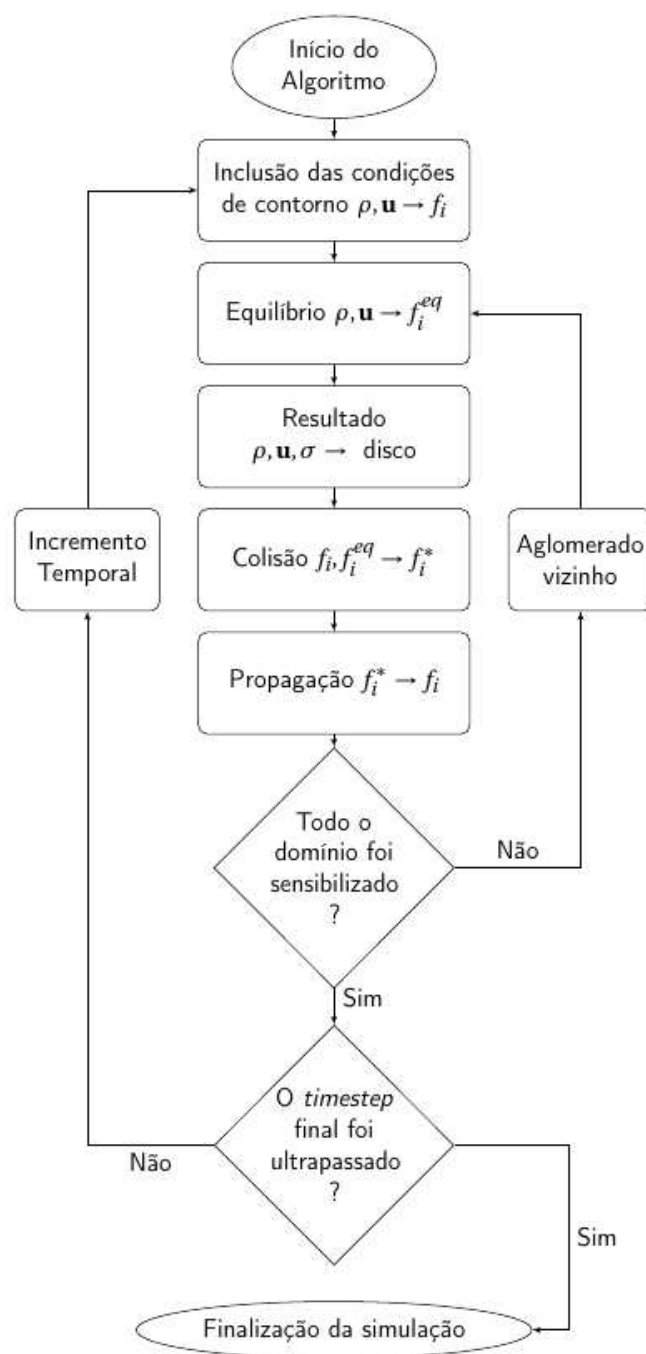 Início do
Algoritmo
Inclusão das condições
de contorno ρ, u → f_i
Equilíbrio ρ, u → f_i^{eq}
Resultado
ρ, u, σ → disco
Incremento
Temporal
Colisão f_i, f_i^{eq} → f_i^*
Aglomerado
vizinho
Propagação f_i^* → f_i
Todo o
domínio foi
sensibilizado
?
Não
Sim
O timestep
final foi
ultrapassado
?
Não
Sim
Finalização da simulação